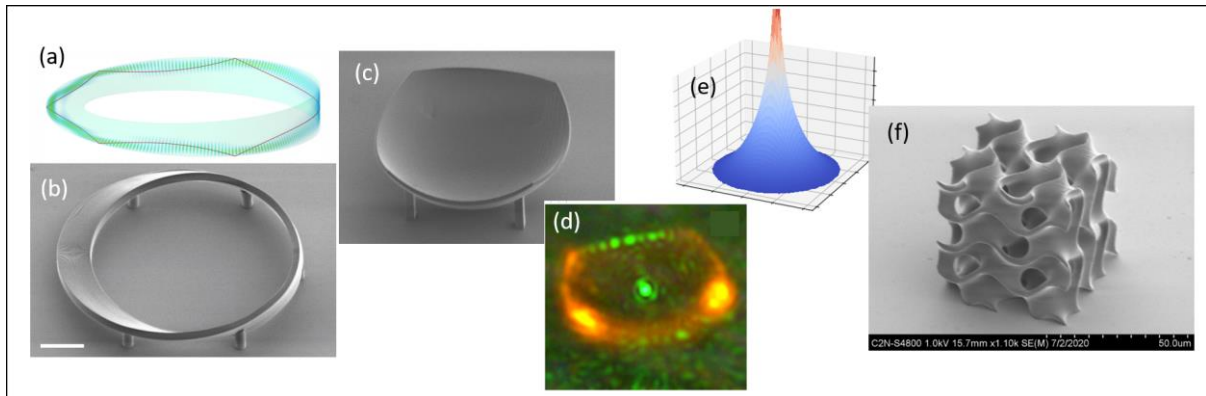 (a)
(b)
(c)
(d)
(e)
(f)
C2N-S4800 1.0kV 15.7mm x1.10k SE(M) 7/2/2020
50.0um